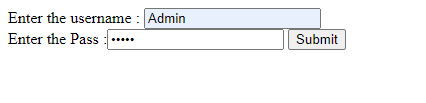 Enter the username : Admin
Enter the Pass :••••• Submit